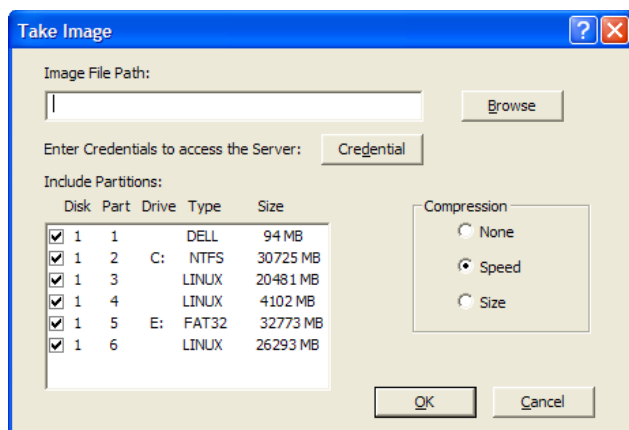 Take Image
Image File Path:
Browse
Enter Credentials to access the Server:
Credential
Include Partitions:
Disk Part Drive Type Size
1 1 DELL 94 MB
1 2 C: NTFS 30725 MB
1 3 LINUX 20481 MB
1 4 LINUX 4102 MB
1 5 E: FAT32 32773 MB
1 6 LINUX 26293 MB
Compression
None
Speed
Size
OK
Cancel